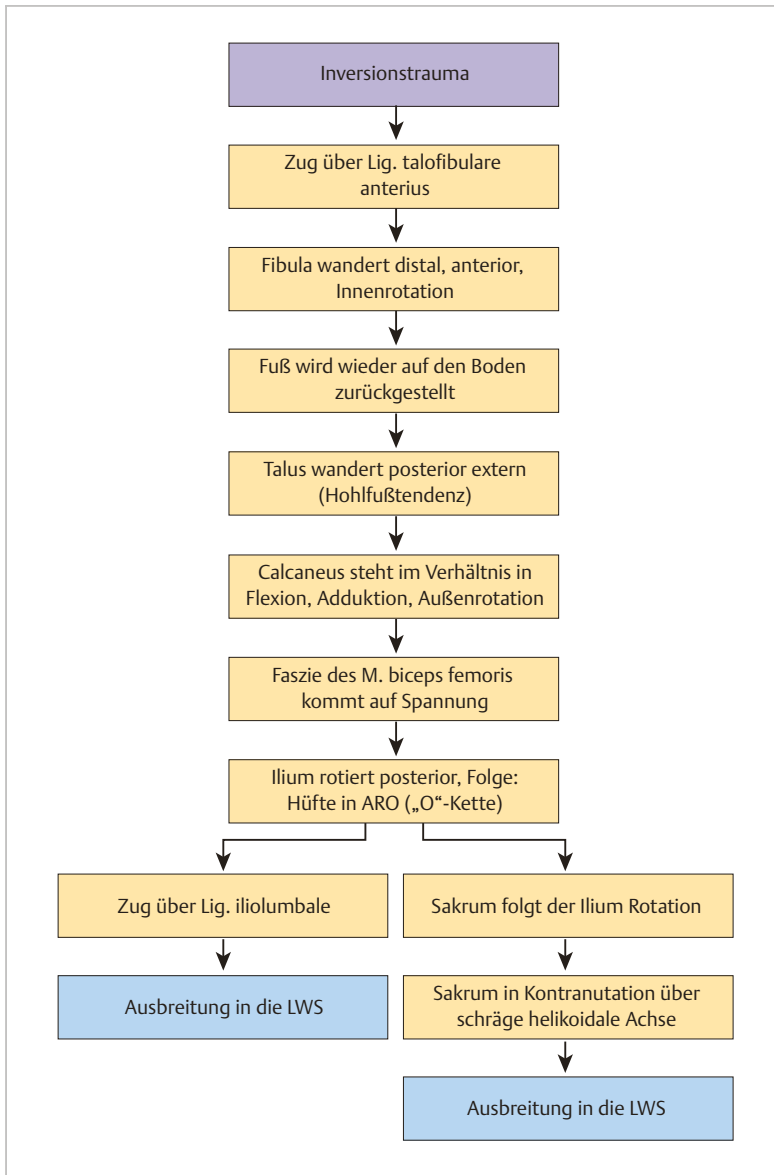 Inversionstrauma
Zug über Lig. talofibulare
anterius
Fibula wandert distal, anterior,
Innenrotation
Fuß wird wieder auf den Boden
zurückgestellt
Talus wandert posterior extern
(Hohlfußtendenz)
Calcaneus steht im Verhältnis in
Flexion, Adduktion, Außenrotation
Faszie des M. biceps femoris
kommt auf Spannung
Ilium rotiert posterior, Folge:
Hüfte in ARO („O“-Kette)
Zug über Lig. iliolumbale
Ausbreitung in die LWS
Sakrum folgt der Ilium Rotation
Sakrum in Kontranutation über
schräge helikoidale Achse
Ausbreitung in die LWS